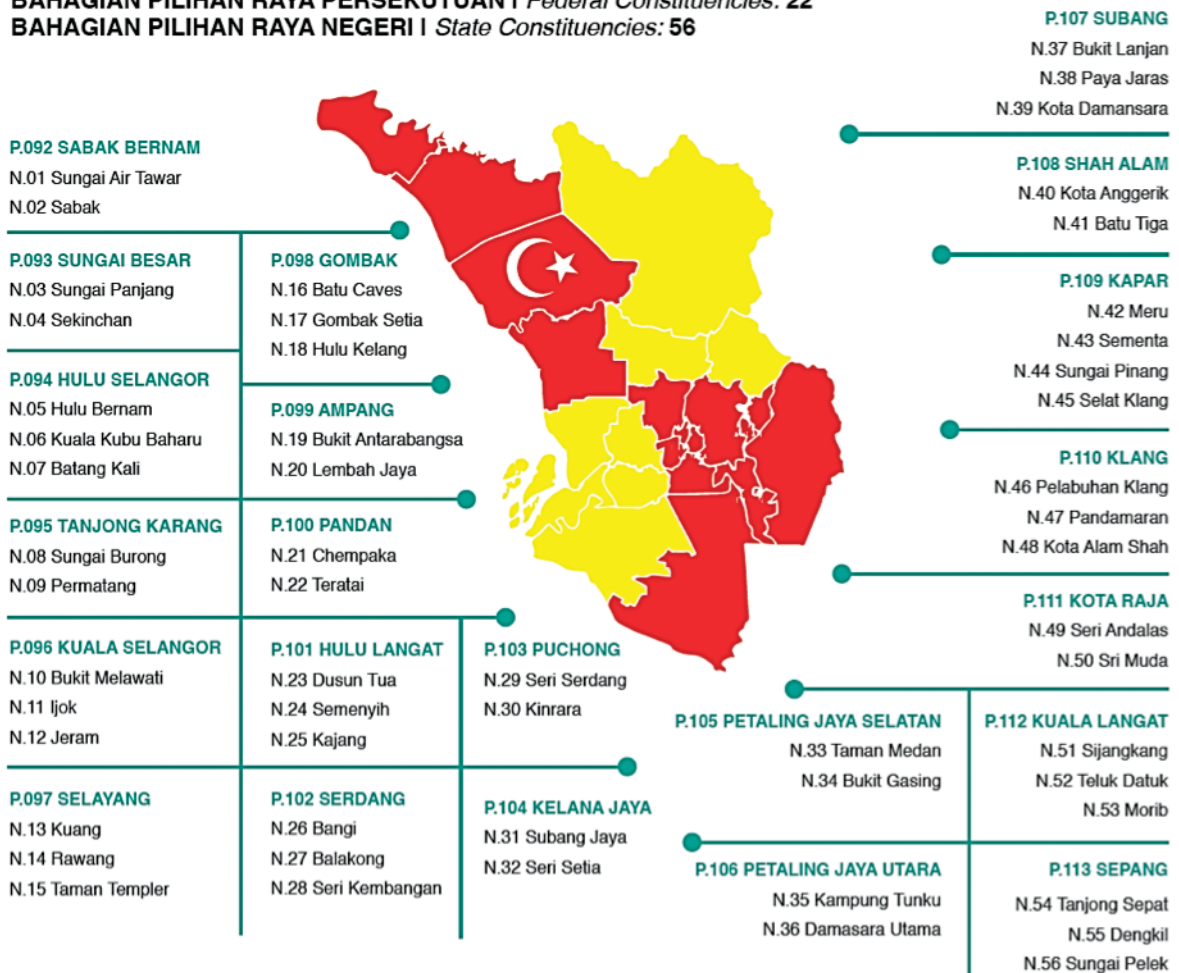 BAHAGIAN PILIHAN RAYA PERSEKUTUAN I Federal Constituencies: 22
BAHAGIAN PILIHAN RAYA NEGERI I State Constituencies: 56
P.092 SABAK BERNAM
N.01 Sungai Air Tawar
N.02 Sabak
P.093 SUNGAI BESAR
N.03 Sungai Panjang
N.04 Sekinchan
P.094 HULU SELANGOR
N.05 Hulu Bernam
N.06 Kuala Kubu Baharu
N.07 Batang Kali
P.095 TANJONG KARANG
N.08 Sungai Burong
N.09 Permatang
P.096 KUALA SELANGOR
N.10 Bukit Melawati
N.11 Ijok
N.12 Jeram
P.097 SELAYANG
N.13 Kuang
N.14 Rawang
N.15 Taman Templer
P.098 GOMBAK
N.16 Batu Caves
N.17 Gombak Setia
N.18 Hulu Kelang
P.099 AMPANG
N.19 Bukit Antarabangsa
N.20 Lembah Jaya
P.100 PANDAN
N.21 Chempaka
N.22 Teratai
P.101 HULU LANGAT
N.23 Dusun Tua
N.24 Semenyih
N.25 Kajang
P.102 SERDANG
N.26 Bangi
N.27 Balakong
N.28 Seri Kembangan
P.103 PUCHONG
N.29 Seri Serdang
N.30 Kinrara
P.104 KELANA JAYA
N.31 Subang Jaya
N.32 Seri Setia
P.105 PETALING JAYA SELATAN
N.33 Taman Medan
N.34 Bukit Gasing
P.106 PETALING JAYA UTARA
N.35 Kampung Tunku
N.36 Damasara Utama
P.107 SUBANG
N.37 Bukit Lanjan
N.38 Paya Jaras
N.39 Kota Damansara
P.108 SHAH ALAM
N.40 Kota Anggerik
N.41 Batu Tiga
P.109 KAPAR
N.42 Meru
N.43 Sementa
N.44 Sungai Pinang
N.45 Selat Klang
P.110 KLANG
N.46 Pelabuhan Klang
N.47 Pandamaran
N.48 Kota Alam Shah
P.111 KOTA RAJA
N.49 Seri Andalas
N.50 Sri Muda
P.112 KUALA LANGAT
N.51 Sijangkang
N.52 Teluk Datuk
N.53 Morib
P.113 SEPANG
N.54 Tanjong Sepat
N.55 Dengkil
N.56 Sungai Pelek